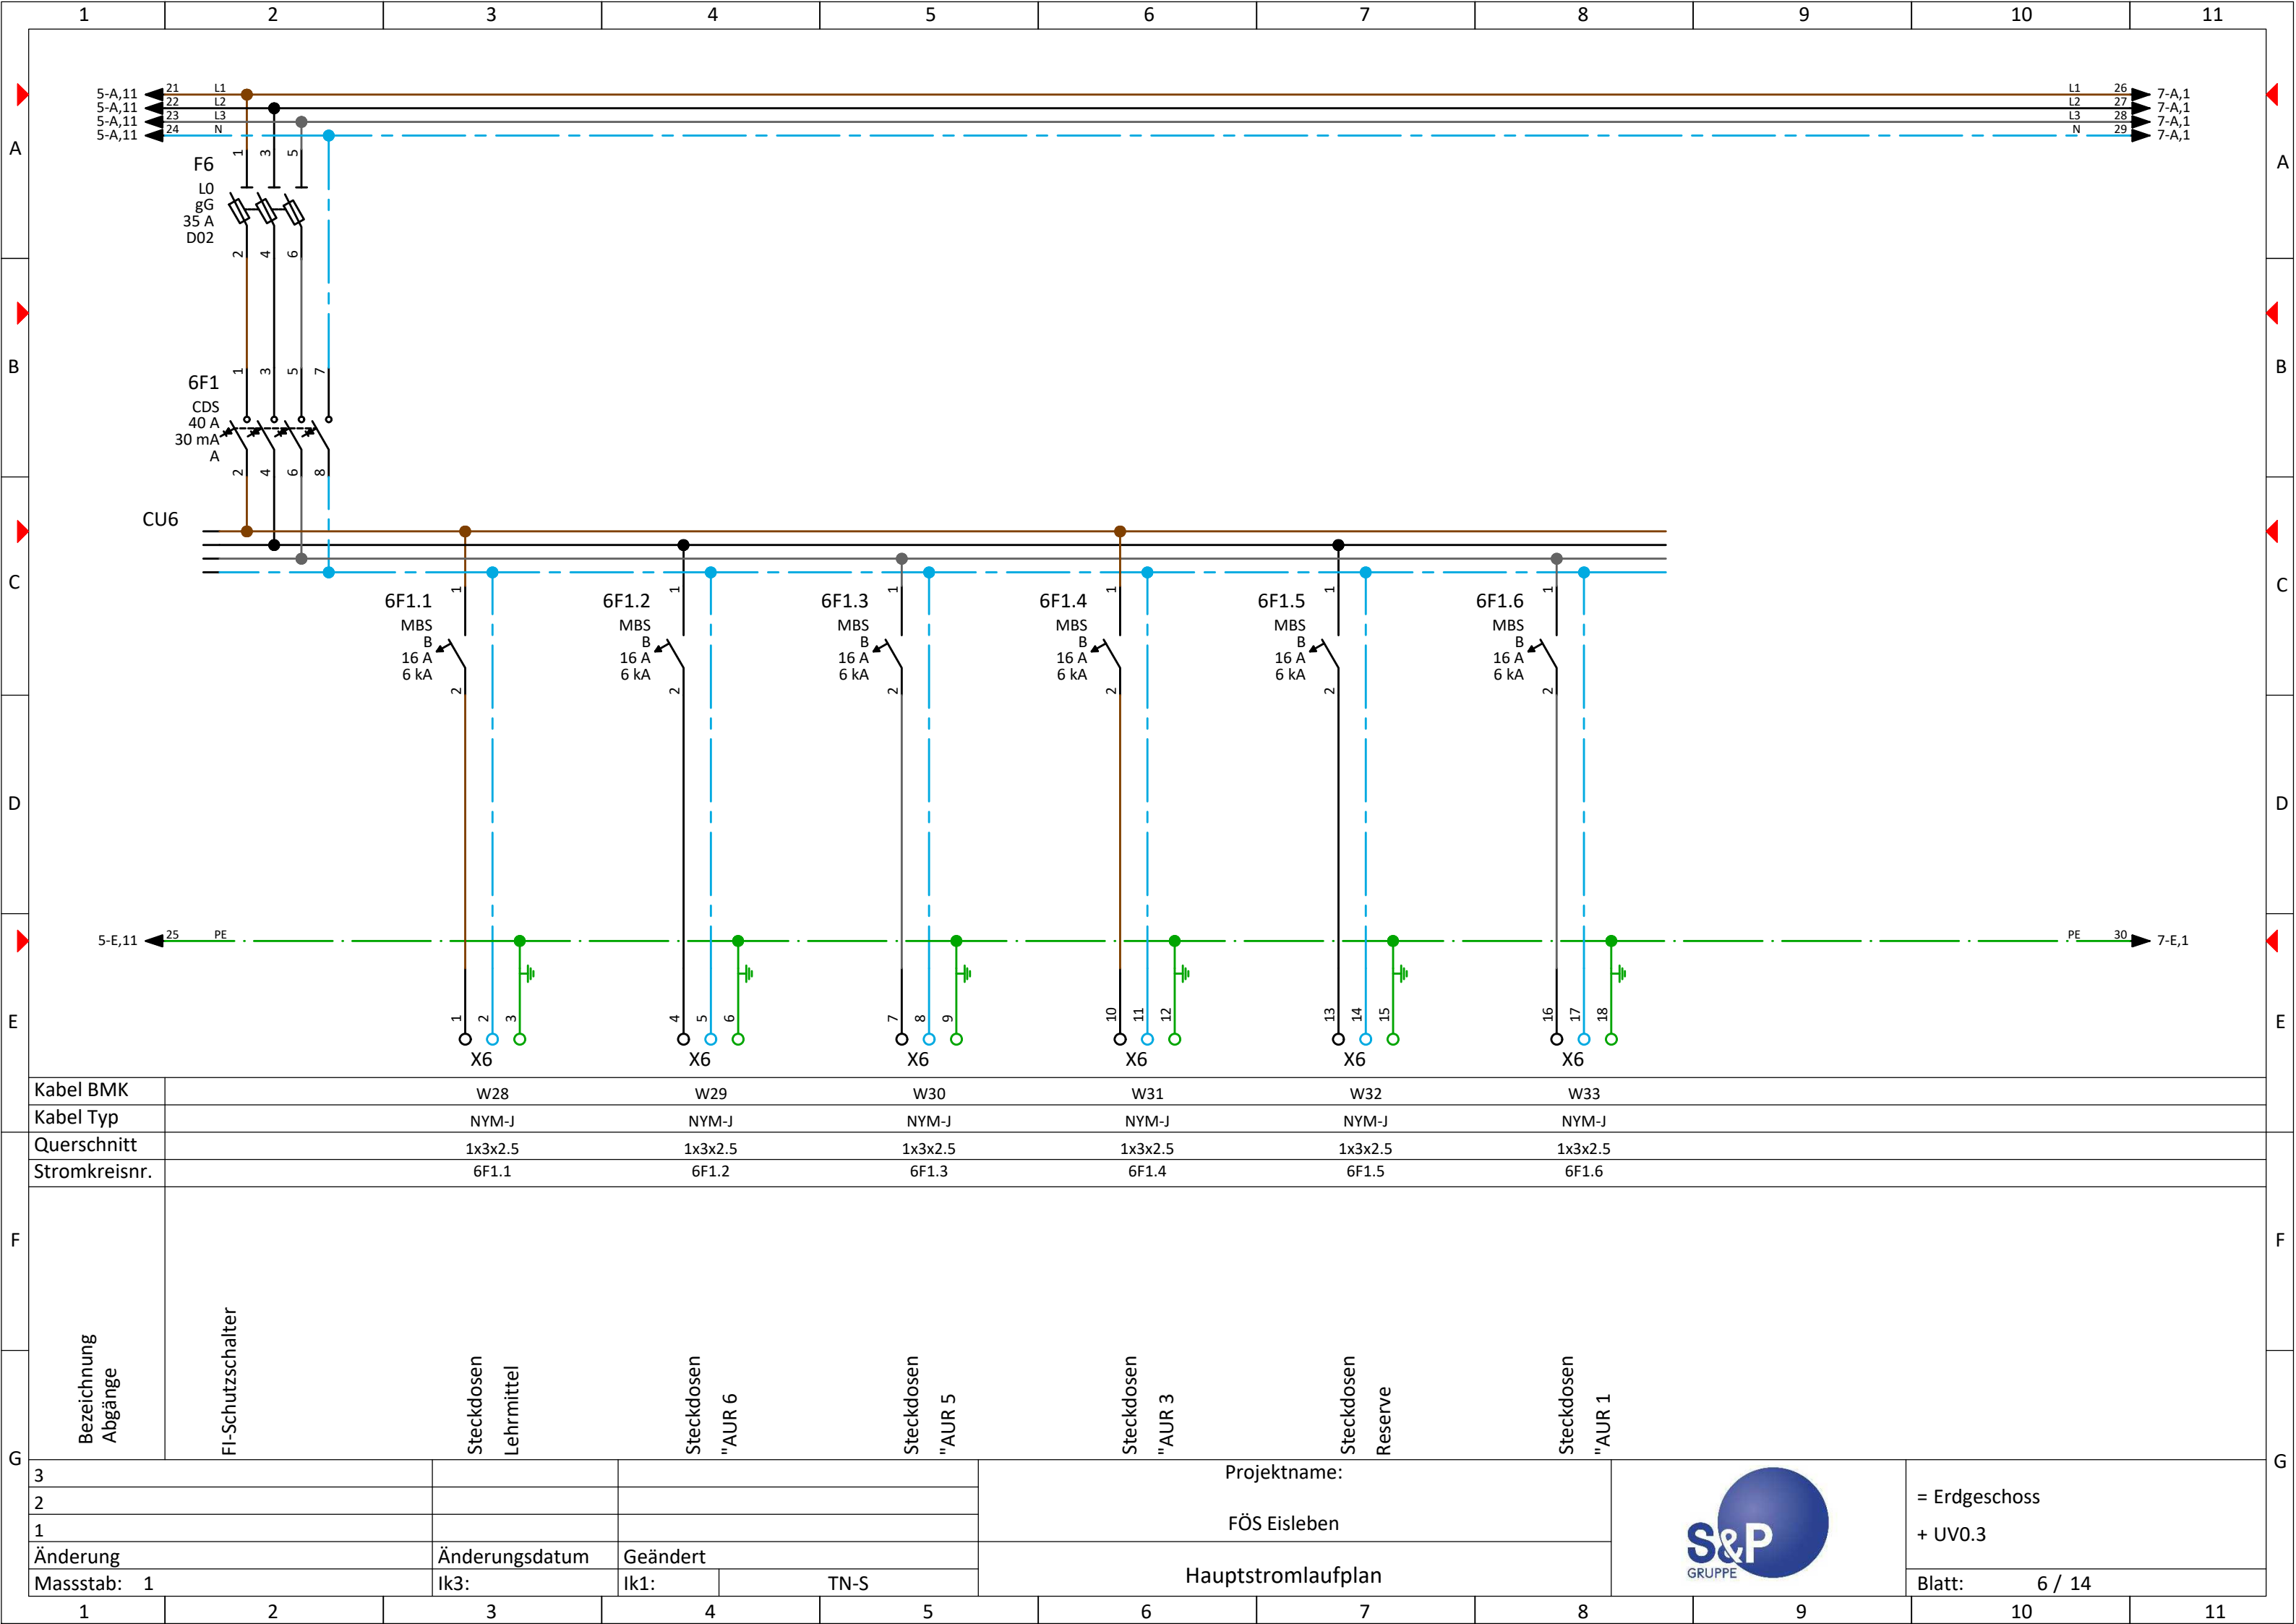 1 2 3 4 5 6 7 8 9 10 11
5-A,11 21 L1 L1 26 7-A,1
5-A,11 22 L2 L2 27 7-A,1
5-A,11 23 L3 L3 28 7-A,1
5-A,11 24 N N 29 7-A,1
A A
1 3 5
F6
L0
gG
35 A
D02
2 4 6
B B
1 3 5 7
6F1
CDS
40 A
30 mA
A
2 4 6 8
CU6
C C
1 1 1 1 1 1
6F1.1 6F1.2 6F1.3 6F1.4 6F1.5 6F1.6
MBS MBS MBS MBS MBS MBS
B B B B B B
16 A 16 A 16 A 16 A 16 A 16 A
6 kA 6 kA 6 kA 6 kA 6 kA 6 kA
2 2 2 2 2 2
D D
5-E,11 25 PE PE 30 7-E,1
E E
1 2 3 4 5 6 7 8 9 10 11 12 13 14 15 16 17 18
X6 X6 X6 X6 X6 X6
Kabel BMK W28 W29 W30 W31 W32 W33
Kabel Typ NYM-J NYM-J NYM-J NYM-J NYM-J NYM-J
Querschnitt 1x3x2.5 1x3x2.5 1x3x2.5 1x3x2.5 1x3x2.5 1x3x2.5
Stromkreisnr. 6F1.1 6F1.2 6F1.3 6F1.4 6F1.5 6F1.6
F F
Bezeichnung
Abgänge
FI-Schutzschalter
Steckdosen
Lehrmittel
Steckdosen
"AUR 6
Steckdosen
"AUR 5
Steckdosen
"AUR 3
Steckdosen
Reserve
Steckdosen
"AUR 1
G G
3
2
1
Änderung Änderungsdatum Geändert
Massstab: 1 Ik3: Ik1: TN-S
Projektname:
FÖS Eisleben
Hauptstromlaufplan
S&P
GRUPPE
= Erdgeschoss
+ UV0.3
Blatt: 6 / 14
1 2 3 4 5 6 7 8 9 10 11